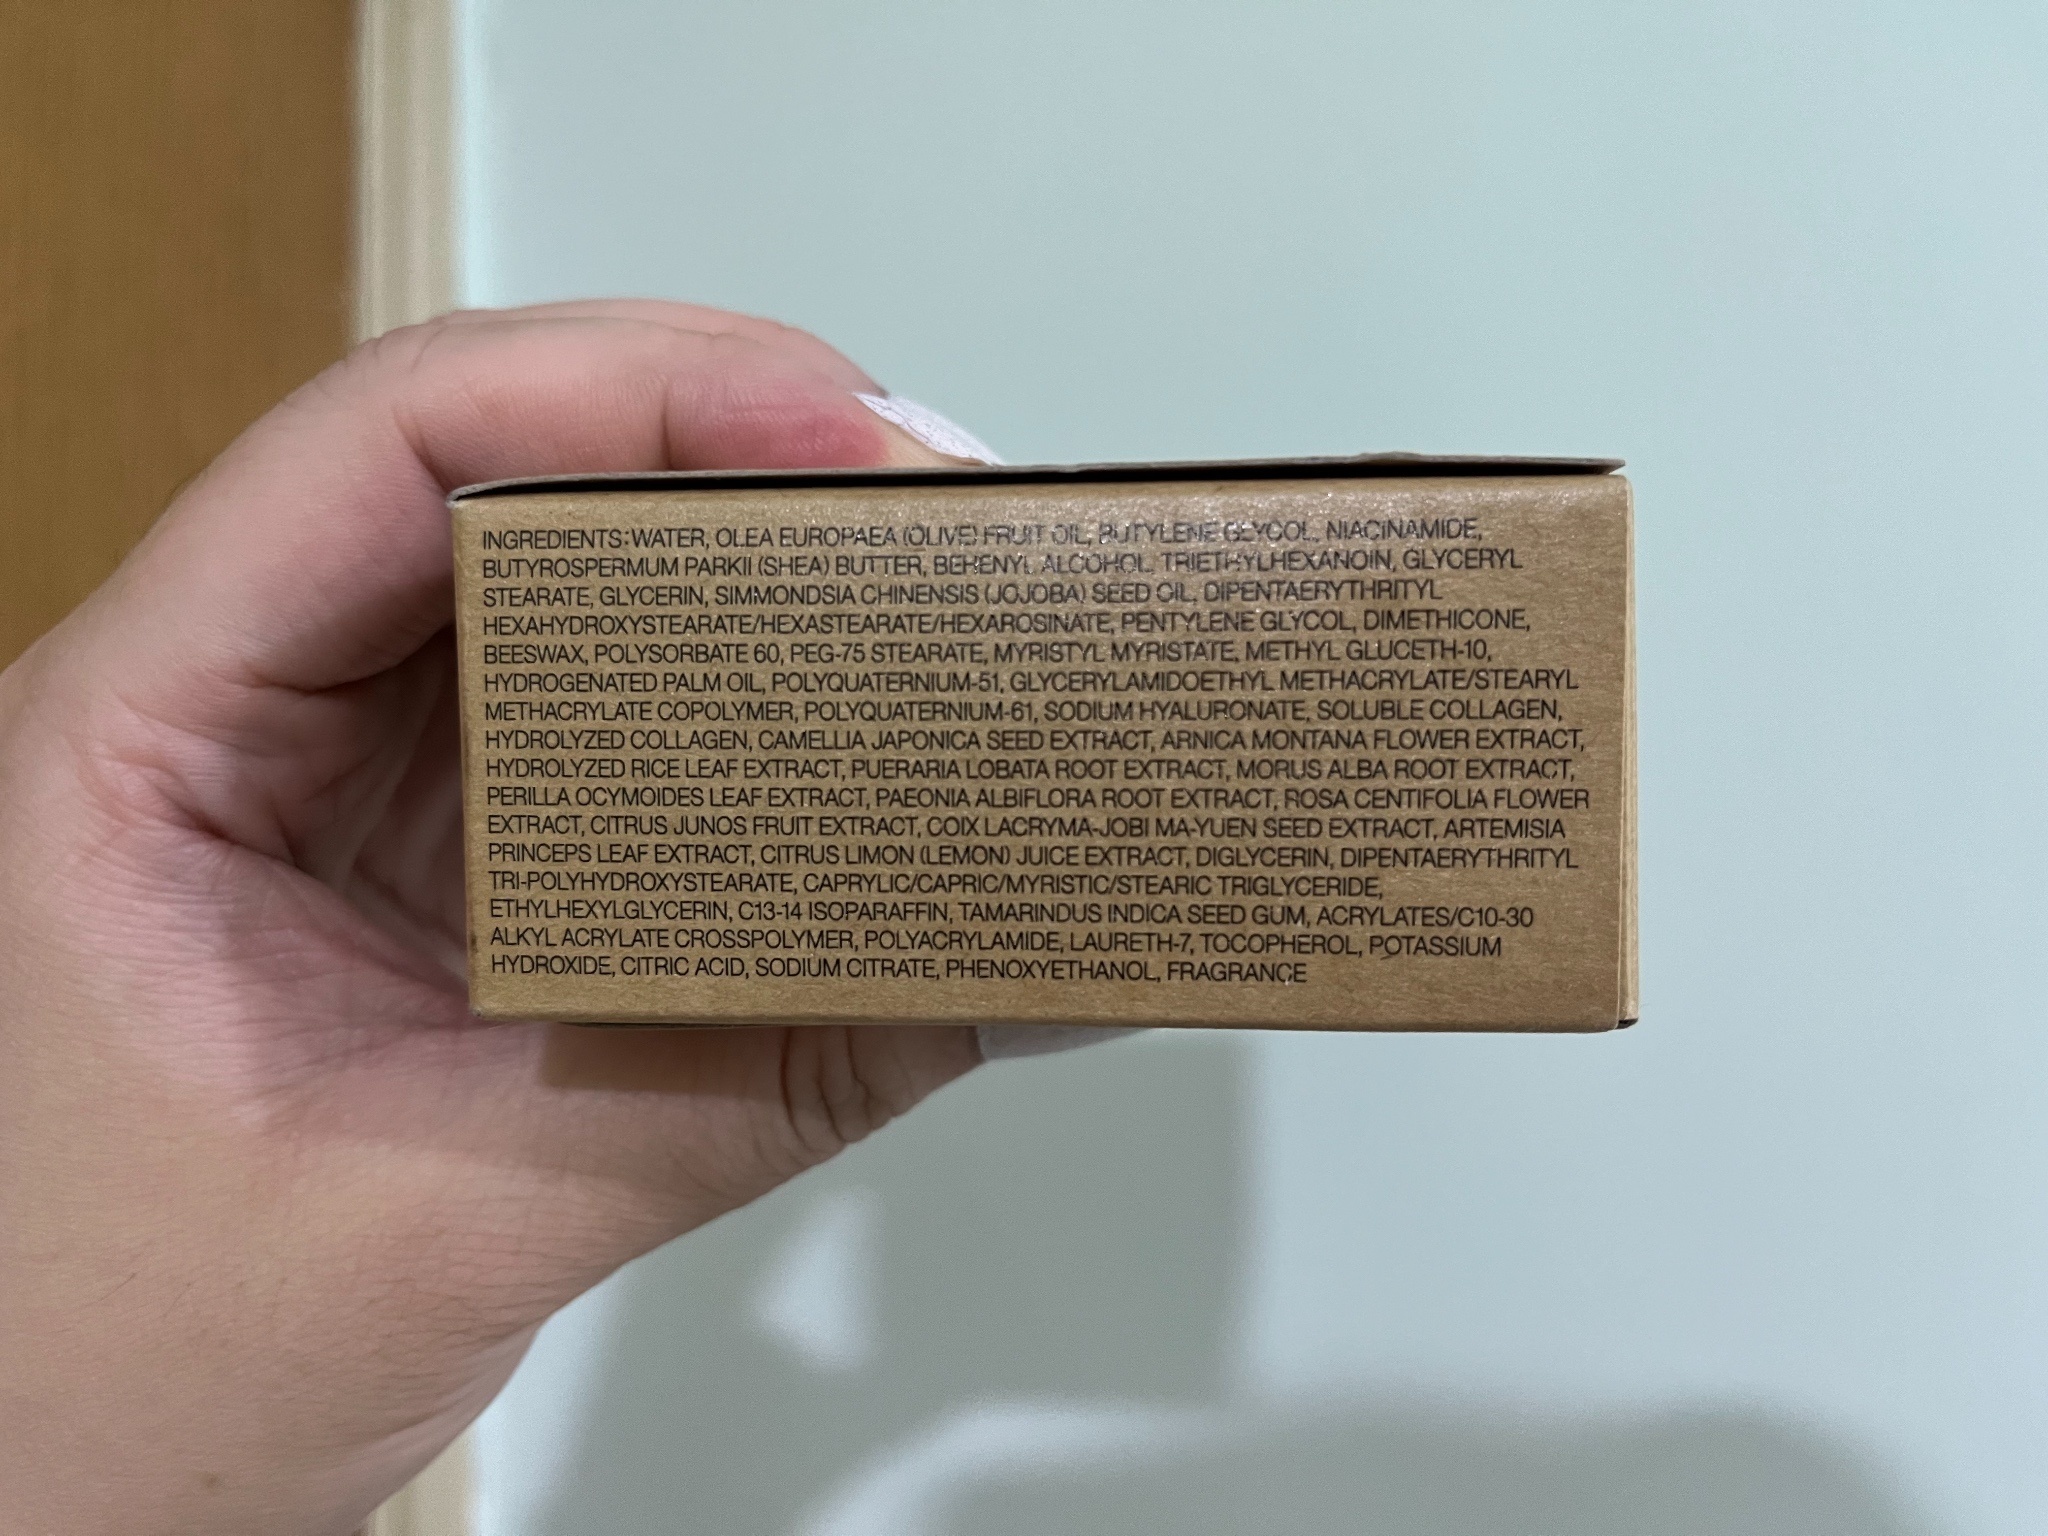 INGREDIENTS:WATER, OLEA EUROPAEA (OLIVE) FRUIT OIL, BUTYLENE GLYCOL, NIACINAMIDE,
BUTYROSPERMUM PARKII (SHEA) BUTTER, BEHENYL ALCOHOL, TRIETHYLHEXANOIN, GLYCERYL
STEARATE, GLYCERIN, SIMMONDSIA CHINENSIS (JOJOBA) SEED OIL, DIPENTAERYTHRITYL
HEXAHYDROXYSTEARATE/HEXASTEARATE/HEXAROSINATE, PENTYLENE GLYCOL, DIMETHICONE,
BEESWAX, POLYSORBATE 60, PEG-75 STEARATE, MYRISTYL MYRISTATE, METHYL GLUCETH-10,
HYDROGENATED PALM OIL, POLYQUATERNIUM-51, GLYCERYLAMIDOETHYL METHACRYLATE/STEARYL
METHACRYLATE COPOLYMER, POLYQUATERNIUM-61, SODIUM HYALURONATE, SOLUBLE COLLAGEN,
HYDROLYZED COLLAGEN, CAMELLIA JAPONICA SEED EXTRACT, ARNICA MONTANA FLOWER EXTRACT,
HYDROLYZED RICE LEAF EXTRACT, PUERARIA LOBATA ROOT EXTRACT, MORUS ALBA ROOT EXTRACT,
PERILLA OCYMOIDES LEAF EXTRACT, PAEONIA ALBIFLORA ROOT EXTRACT, ROSA CENTIFOLIA FLOWER
EXTRACT, CITRUS JUNOS FRUIT EXTRACT, COIX LACRYMA-JOBI MA-YUEN SEED EXTRACT, ARTEMISIA
PRINCEPS LEAF EXTRACT, CITRUS LIMON (LEMON) JUICE EXTRACT, DIGLYCERIN, DIPENTAERYTHRITYL
TRI-POLYHYDROXYSTEARATE, CAPRYLIC/CAPRIC/MYRISTIC/STEARIC TRIGLYCERIDE,
ETHYLHEXYLGLYCERIN, C13-14 ISOPARAFFIN, TAMARINDUS INDICA SEED GUM, ACRYLATES/C10-30
ALKYL ACRYLATE CROSSPOLYMER, POLYACRYLAMIDE, LAURETH-7, TOCOPHEROL, POTASSIUM
HYDROXIDE, CITRIC ACID, SODIUM CITRATE, PHENOXYETHANOL, FRAGRANCE